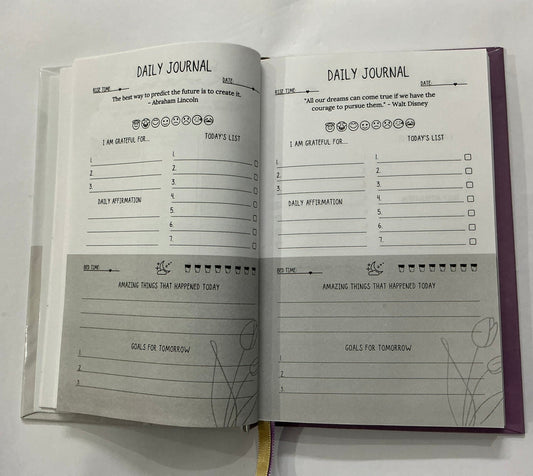 DAILY JOURNAL
RISE TIME:
DATE:
The best way to predict the future is to create it.
- Abraham Lincoln
I AM GRATEFUL FOR...
TODAY'S LIST
1.
2.
3.
DAILY AFFIRMATION
1.
2.
3.
4.
5.
6.
7.
BED TIME:
AMAZING THINGS THAT HAPPENED TODAY
GOALS FOR TOMORROW
1
2
3
DAILY JOURNAL
RISE TIME:
DATE:
"All our dreams can come true if we have the
courage to pursue them." - Walt Disney
I AM GRATEFUL FOR...
TODAY'S LIST
1.
2.
3.
DAILY AFFIRMATION
1.
2.
3.
4.
5.
6.
7.
BED TIME:
AMAZING THINGS THAT HAPPENED TODAY
GOALS FOR TOMORROW
1
2
3